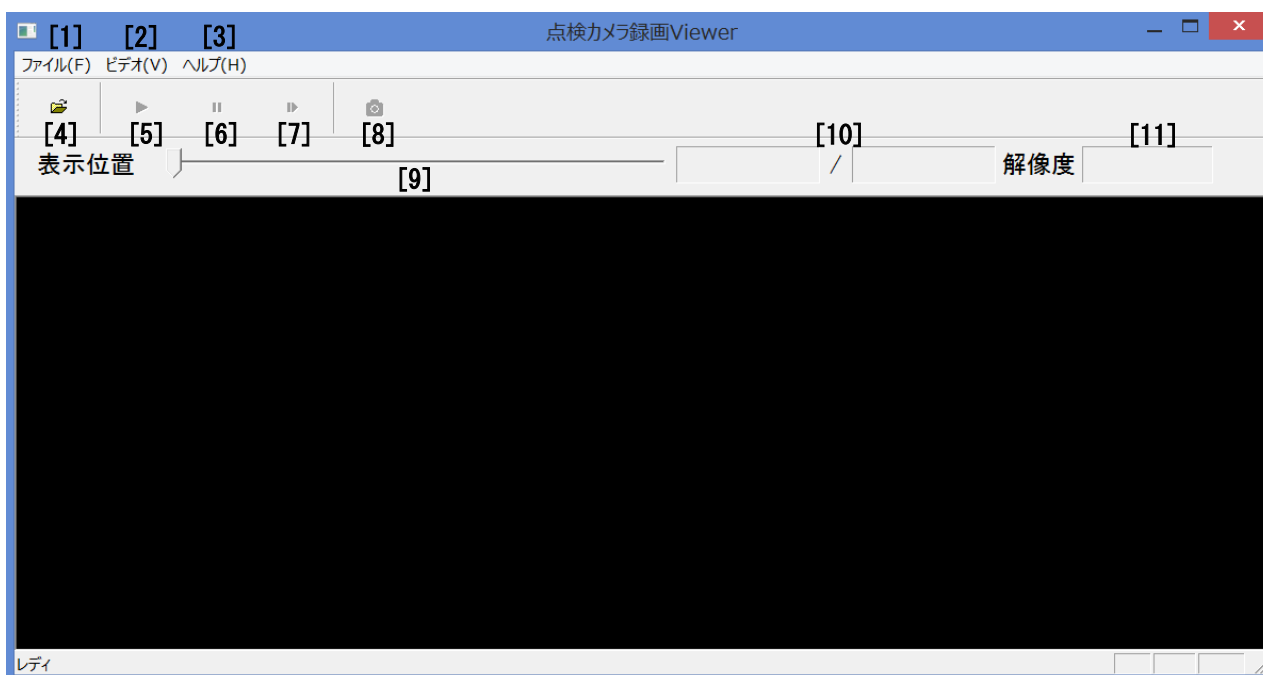 点検カメラ録画Viewer
[1] [2] [3]
ファイル(F) ビデオ(V) ヘルプ(H)
[4] [5] [6] [7] [8] [10] [11]
表示位置 / 解像度
[9]
レディ